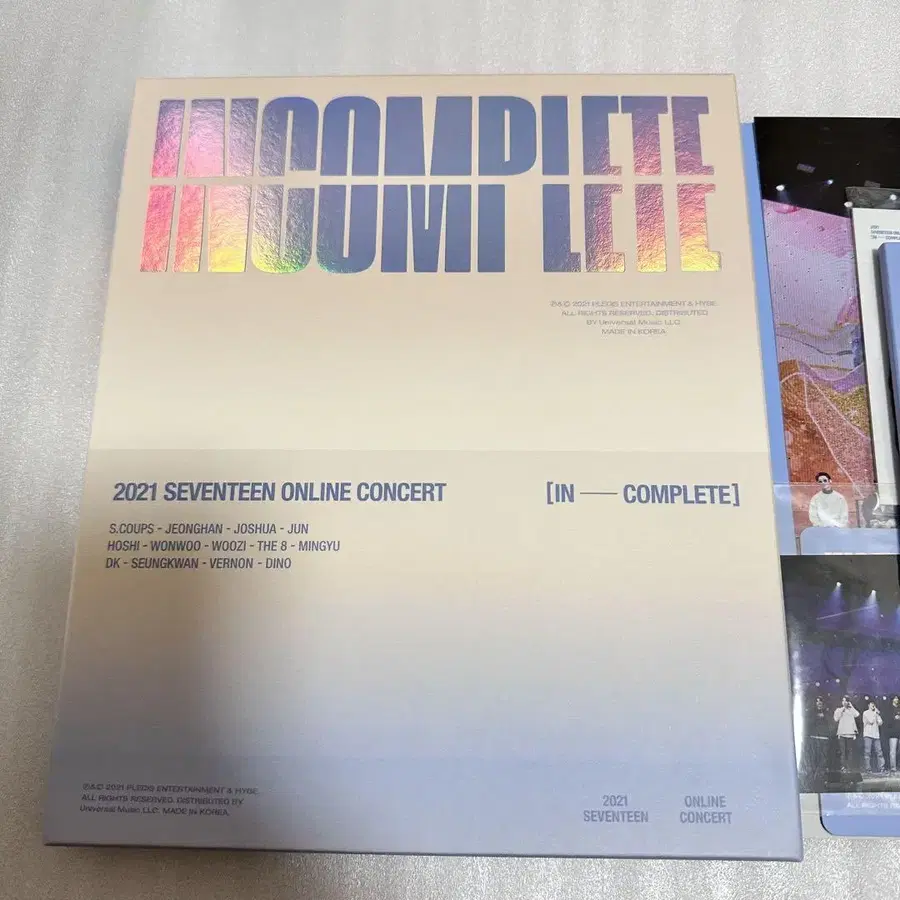 INCOMPLETE
INCOMPLETE
℗&© 2021 PLEDIS ENTERTAINMENT & HYBE.
ALL RIGHTS RESERVED. DISTRIBUTED
BY Universal Music LLC.
MADE IN KOREA
2021 SEVENTEEN ONLINE CONCERT
[IN — COMPLETE]
S.COUPS - JEONGHAN - JOSHUA - JUN
HOSHI - WONWOO - WOOZI - THE 8 - MINGYU
DK - SEUNGKWAN - VERNON - DINO
℗&© 2021 PLEDIS ENTERTAINMENT & HYBE.
ALL RIGHTS RESERVED. DISTRIBUTED BY
Universal Music LLC. MADE IN KOREA.
2021 SEVENTEEN
ONLINE CONCERT
2021